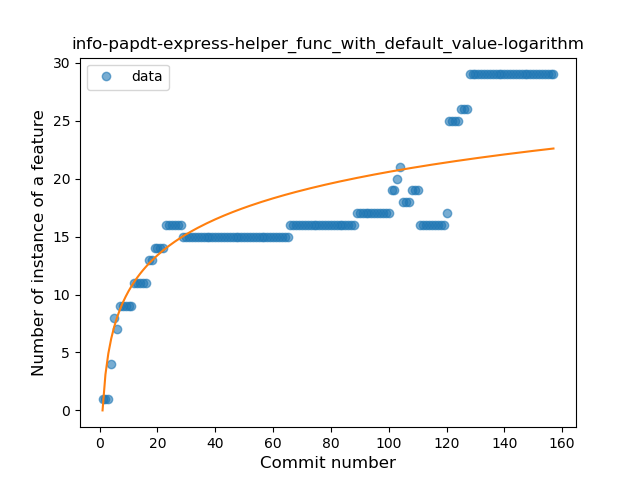 info-papdt-express-helper_func_with_default_value-logarithm
data
Number of instance of a feature
30
25
20
15
10
5
0
0 20 40 60 80 100 120 140 160
Commit number